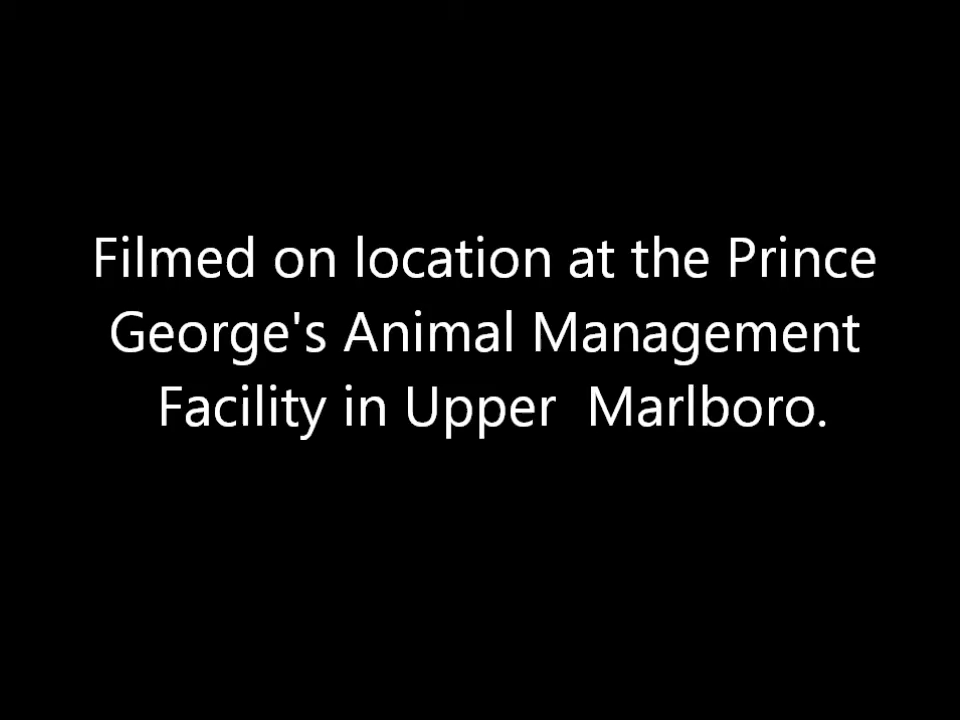 Filmed on location at the Prince
George's Animal Management
Facility in Upper  Marlboro.